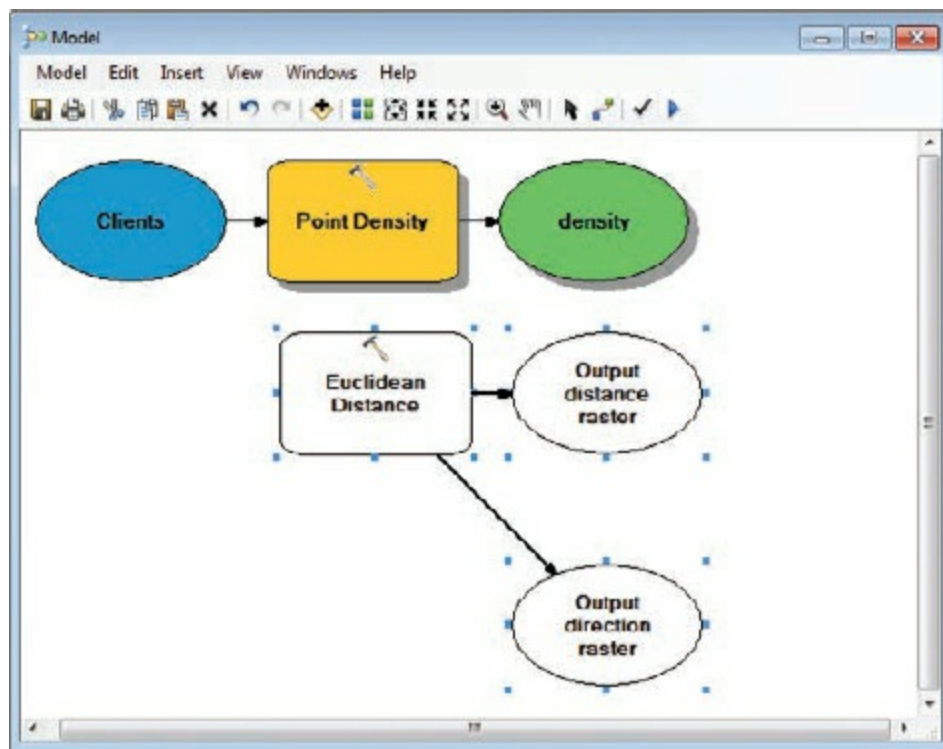 Model
Model Edit Insert View Windows Help
Clients
Point Density
density
Euclidean
Distance
Output
distance
raster
Output
direction
raster